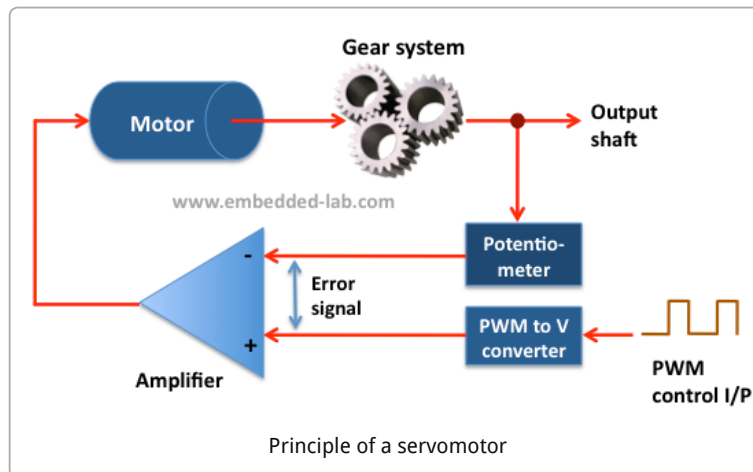 Gear system
Motor
Output
shaft
www.embedded-lab.com
Potentio-
meter
-
Error
signal
+
PWM to V
converter
Amplifier
PWM
control I/P
Principle of a servomotor